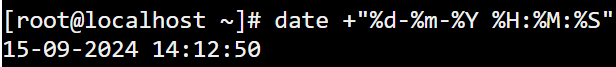 [root@localhost ~]# date +"%d-%m-%Y %H:%M:%S"
15-09-2024 14:12:50